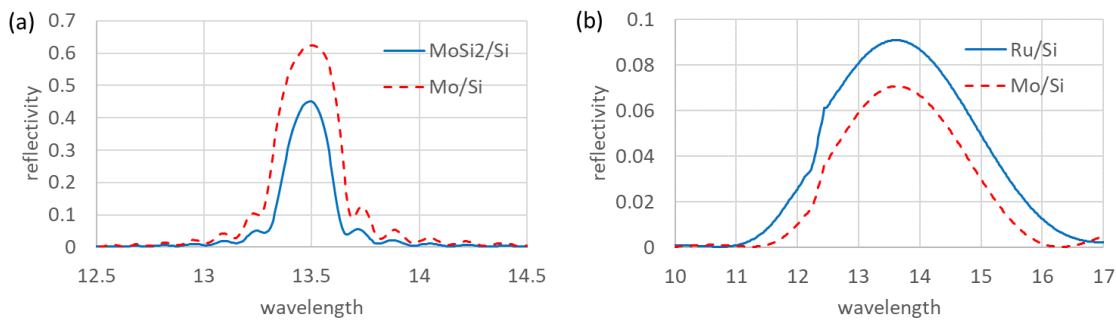 (a)
0.7
0.6
0.5
0.4
0.3
0.2
0.1
0
reflectivity
MoSi2/Si
Mo/Si
12.5 13 13.5 14 14.5
wavelength
(b)
0.1
0.08
0.06
0.04
0.02
0
reflectivity
Ru/Si
Mo/Si
10 11 12 13 14 15 16 17
wavelength